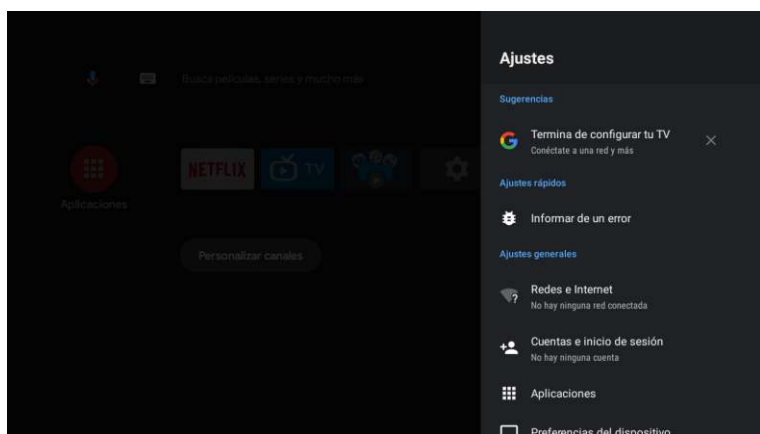 Ajustes
Busca películas, series y mucho más
Sugerencias
Termina de configurar tu TV
Conéctate a una red y más
NETFLIX
TV
Ajustes rápidos
Aplicaciones
Informar de un error
Personalizar canales
Ajustes generales
Redes e Internet
No hay ninguna red conectada
Cuentas e inicio de sesión
No hay ninguna cuenta
Aplicaciones
Preferencias del dispositivo